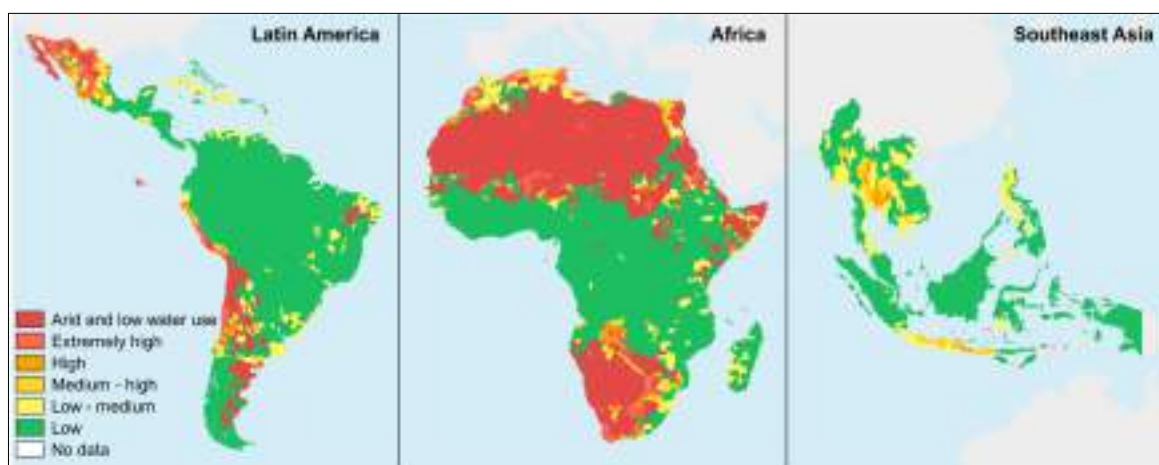 Latin America
Africa
Southeast Asia
Arid and low water use
Extremely high
High
Medium - high
Low - medium
Low
No data